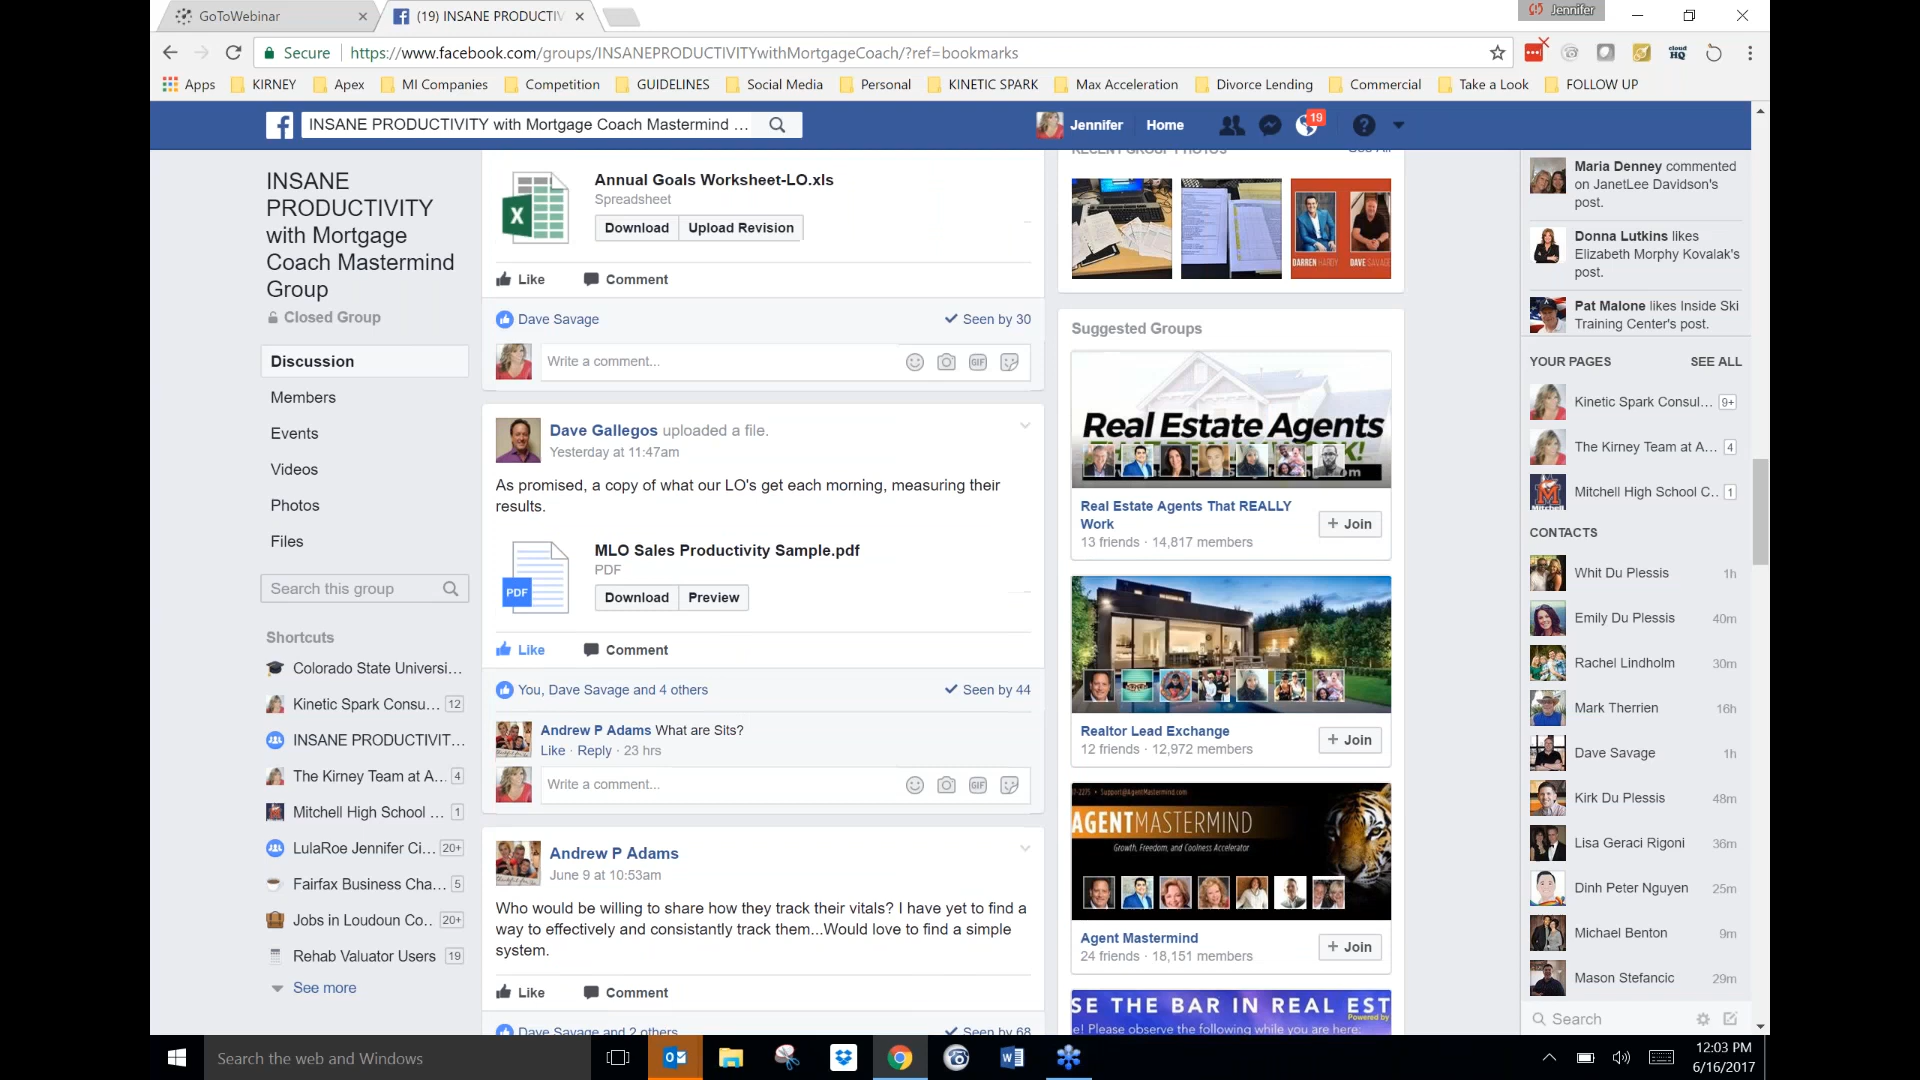 GoToWebinar
(19) INSANE PRODUCTIV
Jennifer
Secure
https://www.facebook.com/groups/INSANEPRODUCTIVITYwithMortgageCoach/?ref=bookmarks
Apps
KIRNEY
Apex
MI Companies
Competition
GUIDELINES
Social Media
Personal
KINETIC SPARK
Max Acceleration
Divorce Lending
Commercial
Take a Look
FOLLOW UP
INSANE PRODUCTIVITY with Mortgage Coach Mastermind ...
Jennifer
Home
19
INSANE
PRODUCTIVITY
with Mortgage
Coach Mastermind
Group
Closed Group
Discussion
Members
Events
Videos
Photos
Files
Search this group
Shortcuts
Colorado State Universi...
Kinetic Spark Consu... 12
INSANE PRODUCTIVIT...
The Kirney Team at A... 4
Mitchell High School ... 1
LulaRoe Jennifer Ci... 20+
Fairfax Business Cha... 5
Jobs in Loudoun Co... 20+
Rehab Valuator Users 19
See more
Annual Goals Worksheet-LO.xls
Spreadsheet
Download
Upload Revision
Like
Comment
Dave Savage
Seen by 30
Write a comment...
GIF
Dave Gallegos uploaded a file.
Yesterday at 11:47am
As promised, a copy of what our LO's get each morning, measuring their
results.
PDF
MLO Sales Productivity Sample.pdf
PDF
Download
Preview
Like
Comment
You, Dave Savage and 4 others
Seen by 44
Andrew P Adams What are Sits?
Like · Reply · 23 hrs
Write a comment...
GIF
Andrew P Adams
June 9 at 10:53am
Who would be willing to share how they track their vitals? I have yet to find a
way to effectively and consistantly track them...Would love to find a simple
system.
Like
Comment
Dave Savage and 2 others
Seen by 68
RECENT GROUP PHOTOS
See All
DARREN HARDY
DAVE SAVAGE
Suggested Groups
Real Estate Agents
Real Estate Agents That REALLY
Work
13 friends · 14,817 members
+ Join
Realtor Lead Exchange
12 friends · 12,972 members
+ Join
Support@AgentMastermind.com
AGENTMASTERMIND
Growth, Freedom, and Coolness Accelerator
Agent Mastermind
24 friends · 18,151 members
+ Join
SE THE BAR IN REAL EST
Powered by
e! Please observe the following while you are here:
Maria Denney commented
on JanetLee Davidson's
post.
Donna Lutkins likes
Elizabeth Morphy Kovalak's
post.
Pat Malone likes Inside Ski
Training Center's post.
YOUR PAGES
SEE ALL
Kinetic Spark Consul... 9+
The Kirney Team at A... 4
Mitchell High School C... 1
Mitchell
CONTACTS
Whit Du Plessis 1h
Emily Du Plessis 40m
Rachel Lindholm 30m
Mark Therrien 16h
Dave Savage 1h
Kirk Du Plessis 48m
Lisa Geraci Rigoni 36m
Dinh Peter Nguyen 25m
Michael Benton 9m
Mason Stefancic 29m
Search
Search the web and Windows
12:03 PM
6/16/2017